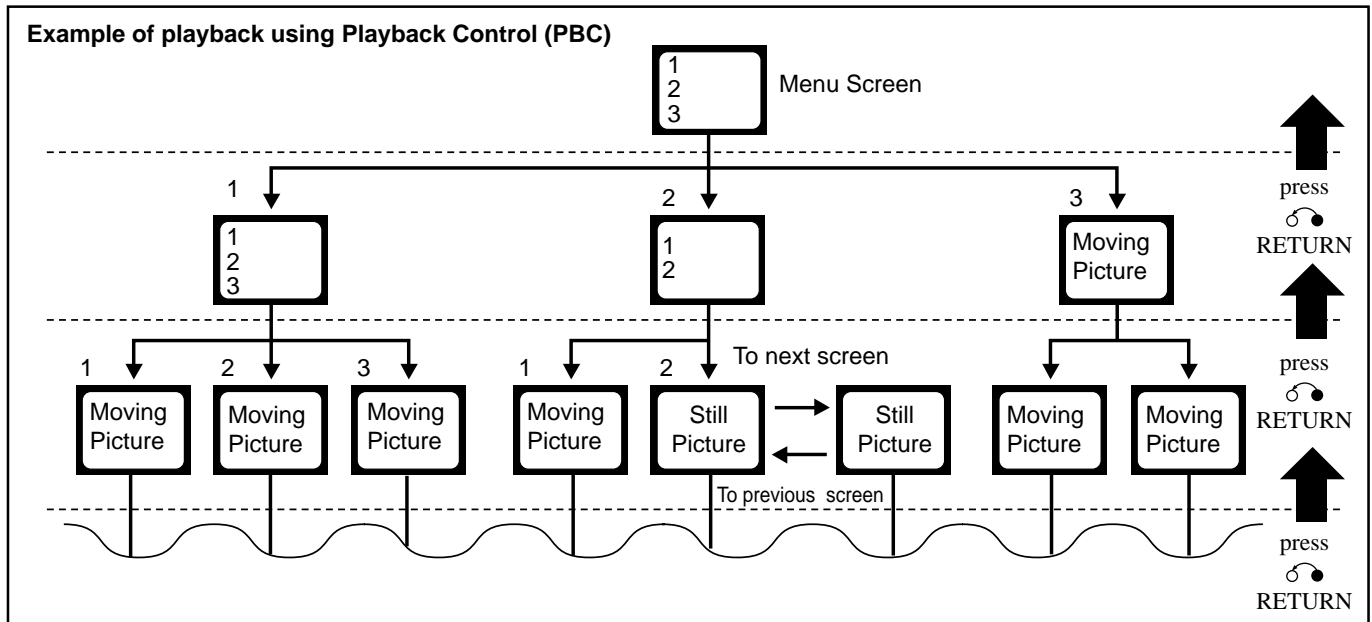 Example of playback using Playback Control (PBC)
1
2
3
Menu Screen
press
RETURN
1
2
3
1
2
3
1
2
Moving
Picture
press
RETURN
To next screen
1
2
3
1
2
Moving
Picture
Moving
Picture
Moving
Picture
Moving
Picture
Still
Picture
Still
Picture
Moving
Picture
Moving
Picture
To previous screen
press
RETURN